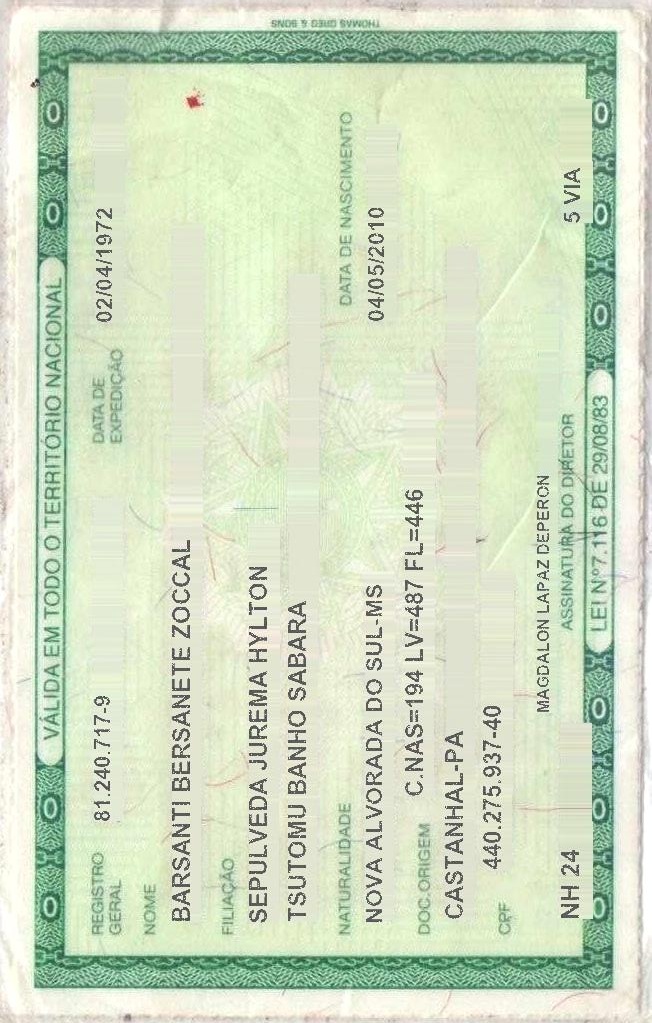 THOMAS GREG & SONS
VÁLIDA EM TODO O TERRITÓRIO NACIONAL
REGISTRO GERAL 81.240.717-9 DATA DE EXPEDIÇÃO 02/04/1972
NOME
BARSANTI BERSANETE ZOCCAL
FILIAÇÃO
SEPULVEDA JUREMA HYLTON
TSUTOMU BANHO SABARA
NATURALIDADE DATA DE NASCIMENTO
NOVA ALVORADA DO SUL-MS 04/05/2010
DOC.ORIGEM C.NAS=194 LV=487 FL=446
CASTANHAL-PA
CPF 440.275.937-40
MAGDALON LAPAZ DEPERON
NH 24 ASSINATURA DO DIRETOR 5 VIA
LEI Nº 7.116 DE 29/08/83